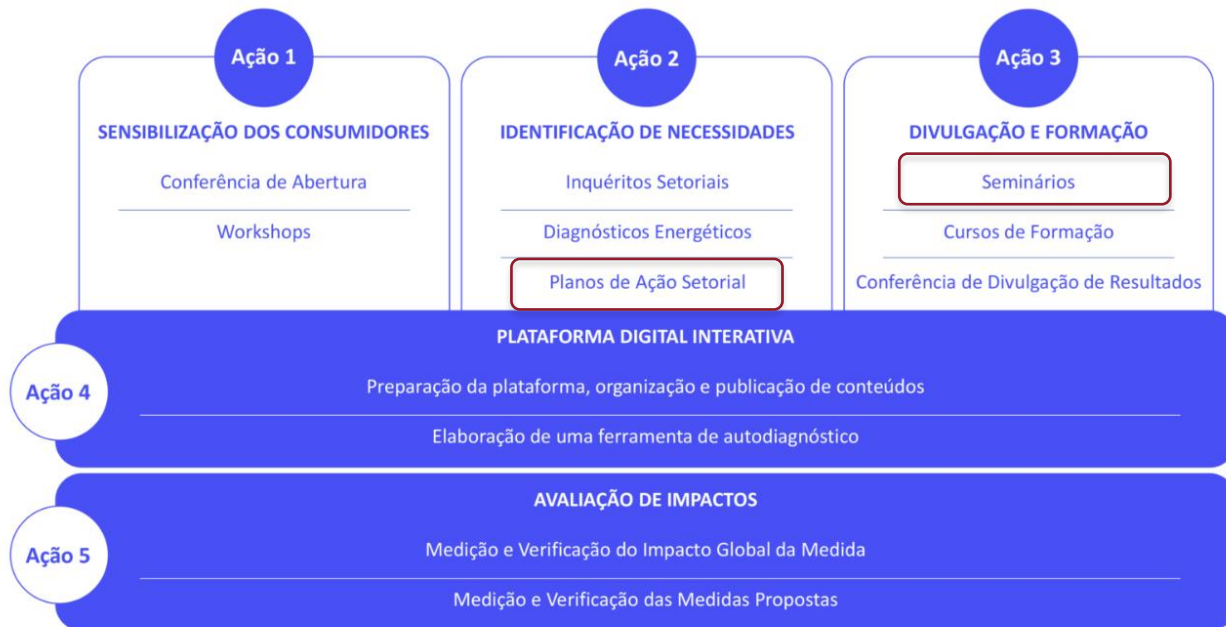 Ação 1
SENSIBILIZAÇÃO DOS CONSUMIDORES
Conferência de Abertura
Workshops
Ação 2
IDENTIFICAÇÃO DE NECESSIDADES
Inquéritos Setoriais
Diagnósticos Energéticos
Planos de Ação Setorial
Ação 3
DIVULGAÇÃO E FORMAÇÃO
Seminários
Cursos de Formação
Conferência de Divulgação de Resultados
Ação 4
PLATAFORMA DIGITAL INTERATIVA
Preparação da plataforma, organização e publicação de conteúdos
Elaboração de uma ferramenta de autodiagnóstico
Ação 5
AVALIAÇÃO DE IMPACTOS
Medição e Verificação do Impacto Global da Medida
Medição e Verificação das Medidas Propostas